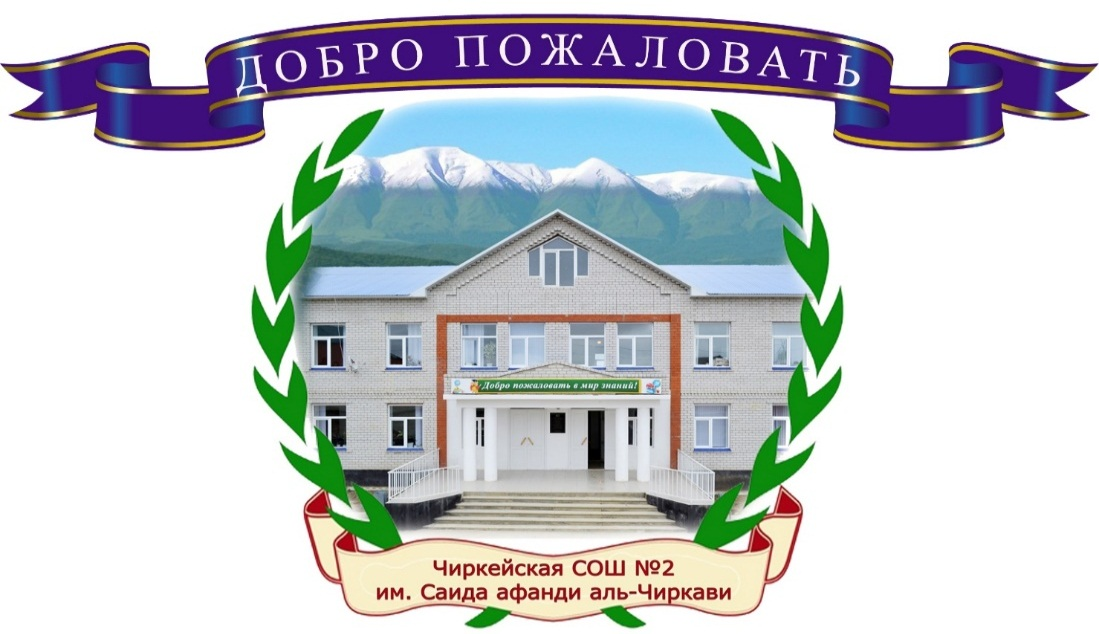 ДОБРО ПОЖАЛОВАТЬ
Добро пожаловать в мир знаний!
Чиркейская СОШ №2
им. Саида афанди аль-Чиркави